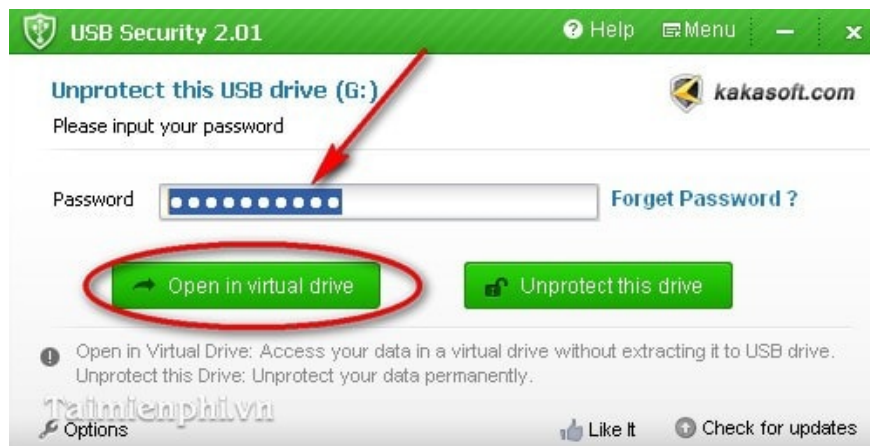 USB Security 2.01 Help Menu
Unprotect this USB drive (G:)
kakasoft.com
Please input your password
Password Forget Password ?
Open in virtual drive Unprotect this drive
Open in Virtual Drive: Access your data in a virtual drive without extracting it to USB drive.
Unprotect this Drive: Unprotect your data permanently.
Taimienphi.vn
Options Like It Check for updates